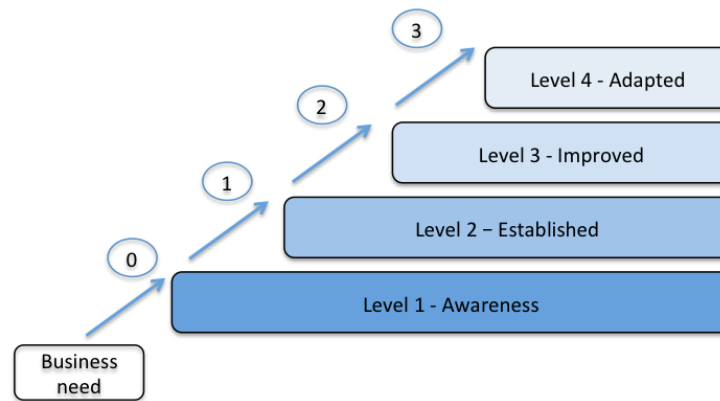 3
Level 4 - Adapted
2
Level 3 - Improved
1
Level 2 – Established
0
Level 1 - Awareness
Business
need